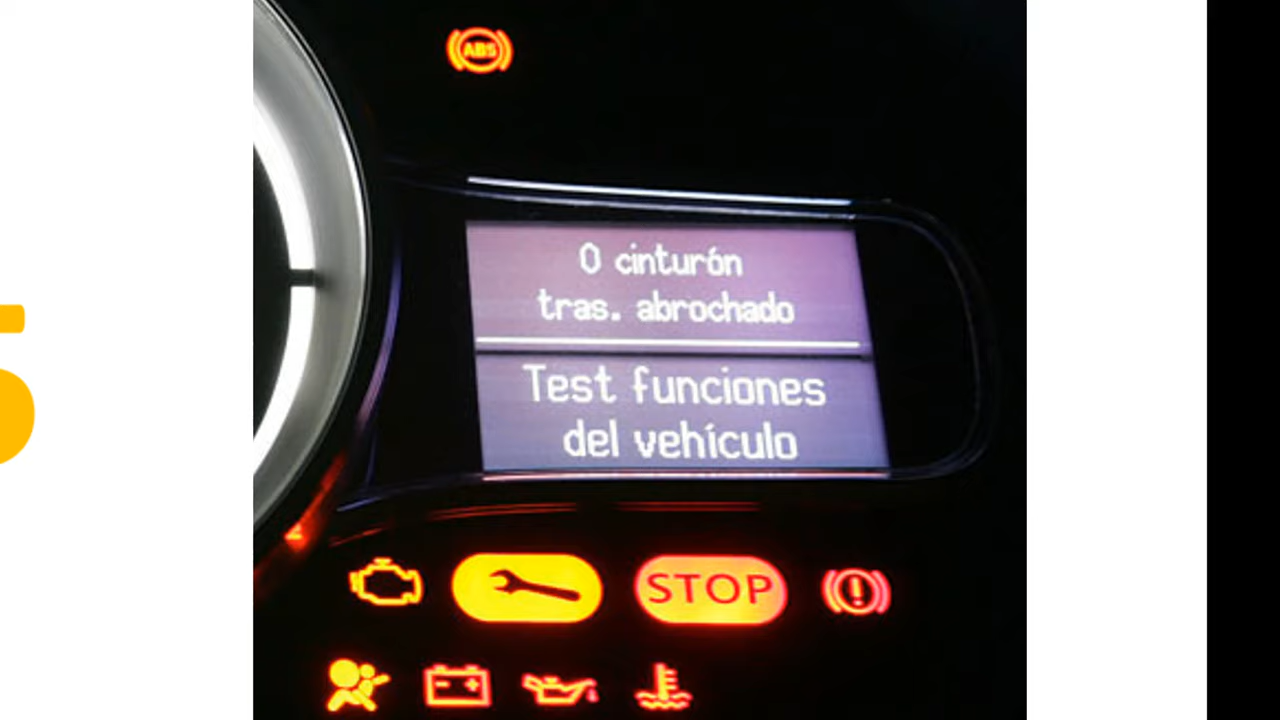 ABS
0 cinturón
tras. abrochado
Test funciones
del vehículo
STOP